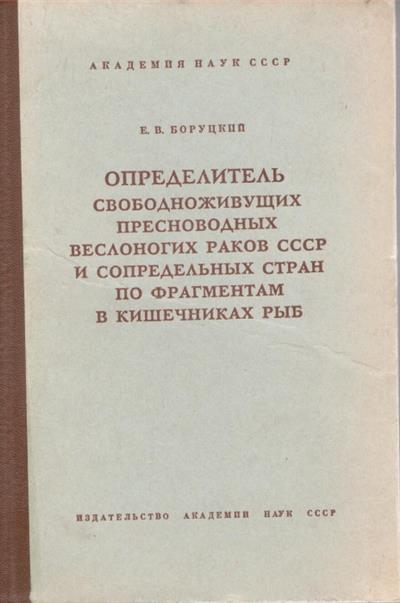 АКАДЕМИЯ НАУК СССР
Е. В. БОРУЦКИЙ
ОПРЕДЕЛИТЕЛЬ
СВОБОДНОЖИВУЩИХ
ПРЕСНОВОДНЫХ
ВЕСЛОНОГИХ РАКОВ СССР
И СОПРЕДЕЛЬНЫХ СТРАН
ПО ФРАГМЕНТАМ
В КИШЕЧНИКАХ РЫБ
ИЗДАТЕЛЬСТВО АКАДЕМИИ НАУК СССР